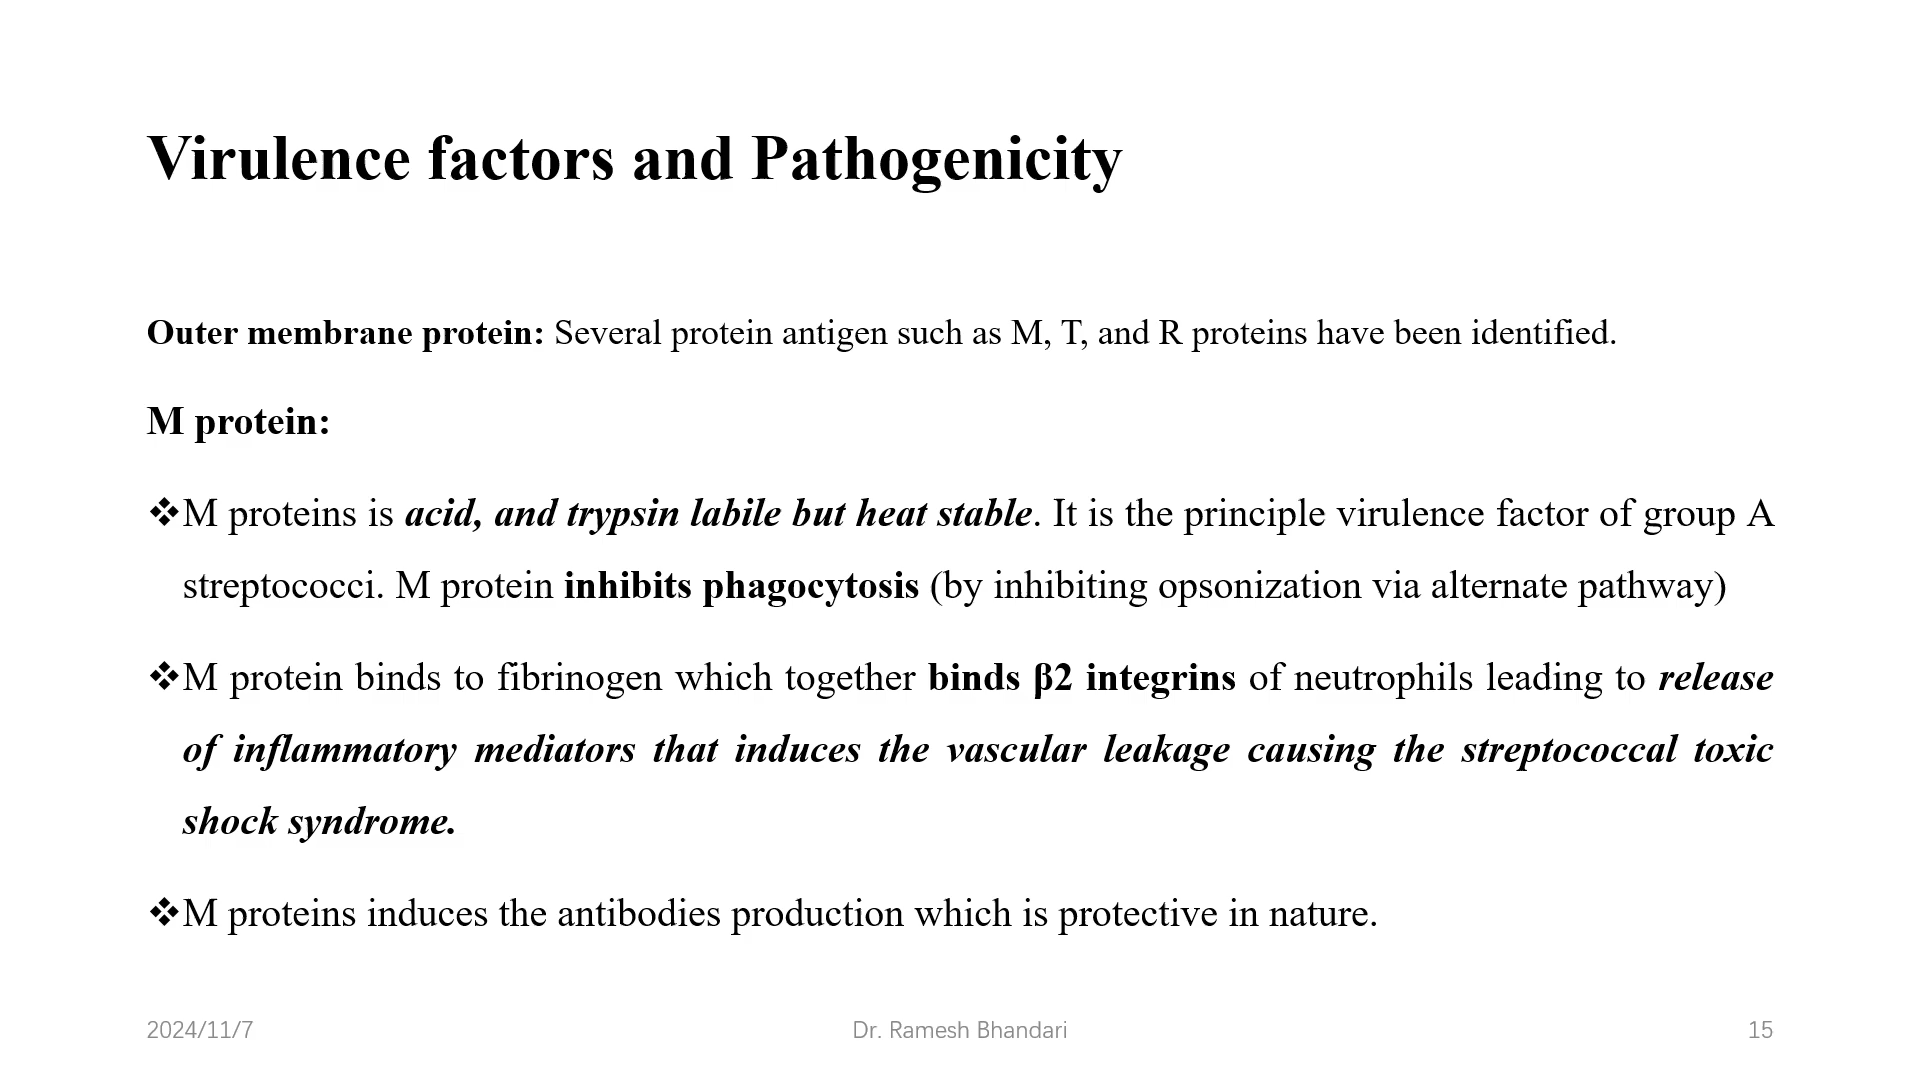 Virulence factors and Pathogenicity
Outer membrane protein: Several protein antigen such as M, T, and R proteins have been identified.
M protein:
❖M proteins is acid, and trypsin labile but heat stable. It is the principle virulence factor of group A
streptococci. M protein inhibits phagocytosis (by inhibiting opsonization via alternate pathway)
❖M protein binds to fibrinogen which together binds β2 integrins of neutrophils leading to release
of inflammatory mediators that induces the vascular leakage causing the streptococcal toxic
shock syndrome.
❖M proteins induces the antibodies production which is protective in nature.
2024/11/7
Dr. Ramesh Bhandari
15